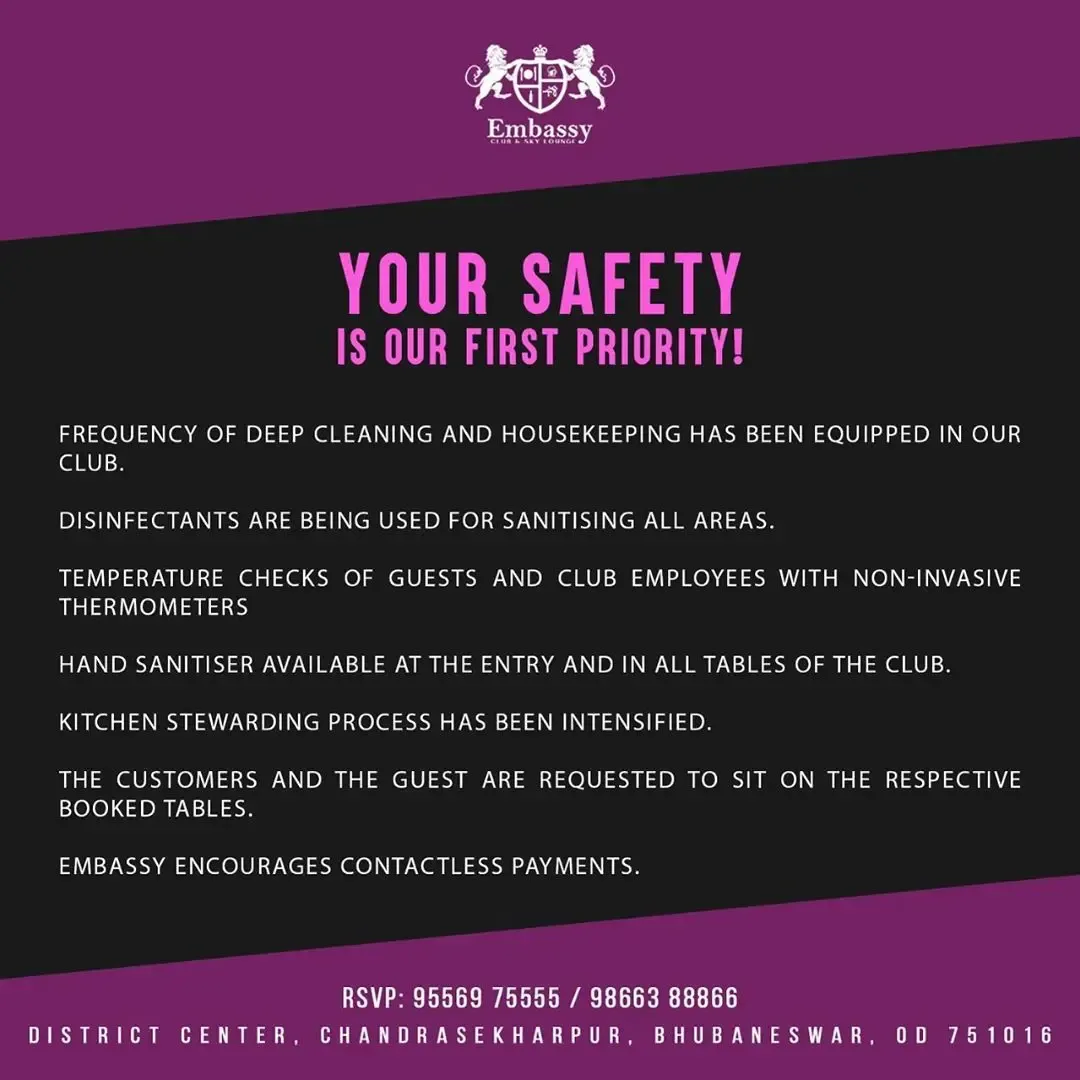 Embassy
CLUB & SKY LOUNGE
YOUR SAFETY
IS OUR FIRST PRIORITY!
FREQUENCY OF DEEP CLEANING AND HOUSEKEEPING HAS BEEN EQUIPPED IN OUR
CLUB.
DISINFECTANTS ARE BEING USED FOR SANITISING ALL AREAS.
TEMPERATURE CHECKS OF GUESTS AND CLUB EMPLOYEES WITH NON-INVASIVE
THERMOMETERS
HAND SANITISER AVAILABLE AT THE ENTRY AND IN ALL TABLES OF THE CLUB.
KITCHEN STEWARDING PROCESS HAS BEEN INTENSIFIED.
THE CUSTOMERS AND THE GUEST ARE REQUESTED TO SIT ON THE RESPECTIVE
BOOKED TABLES.
EMBASSY ENCOURAGES CONTACTLESS PAYMENTS.
RSVP: 95569 75555 / 98663 88866
DISTRICT CENTER, CHANDRASEKHARPUR, BHUBANESWAR, OD 751016